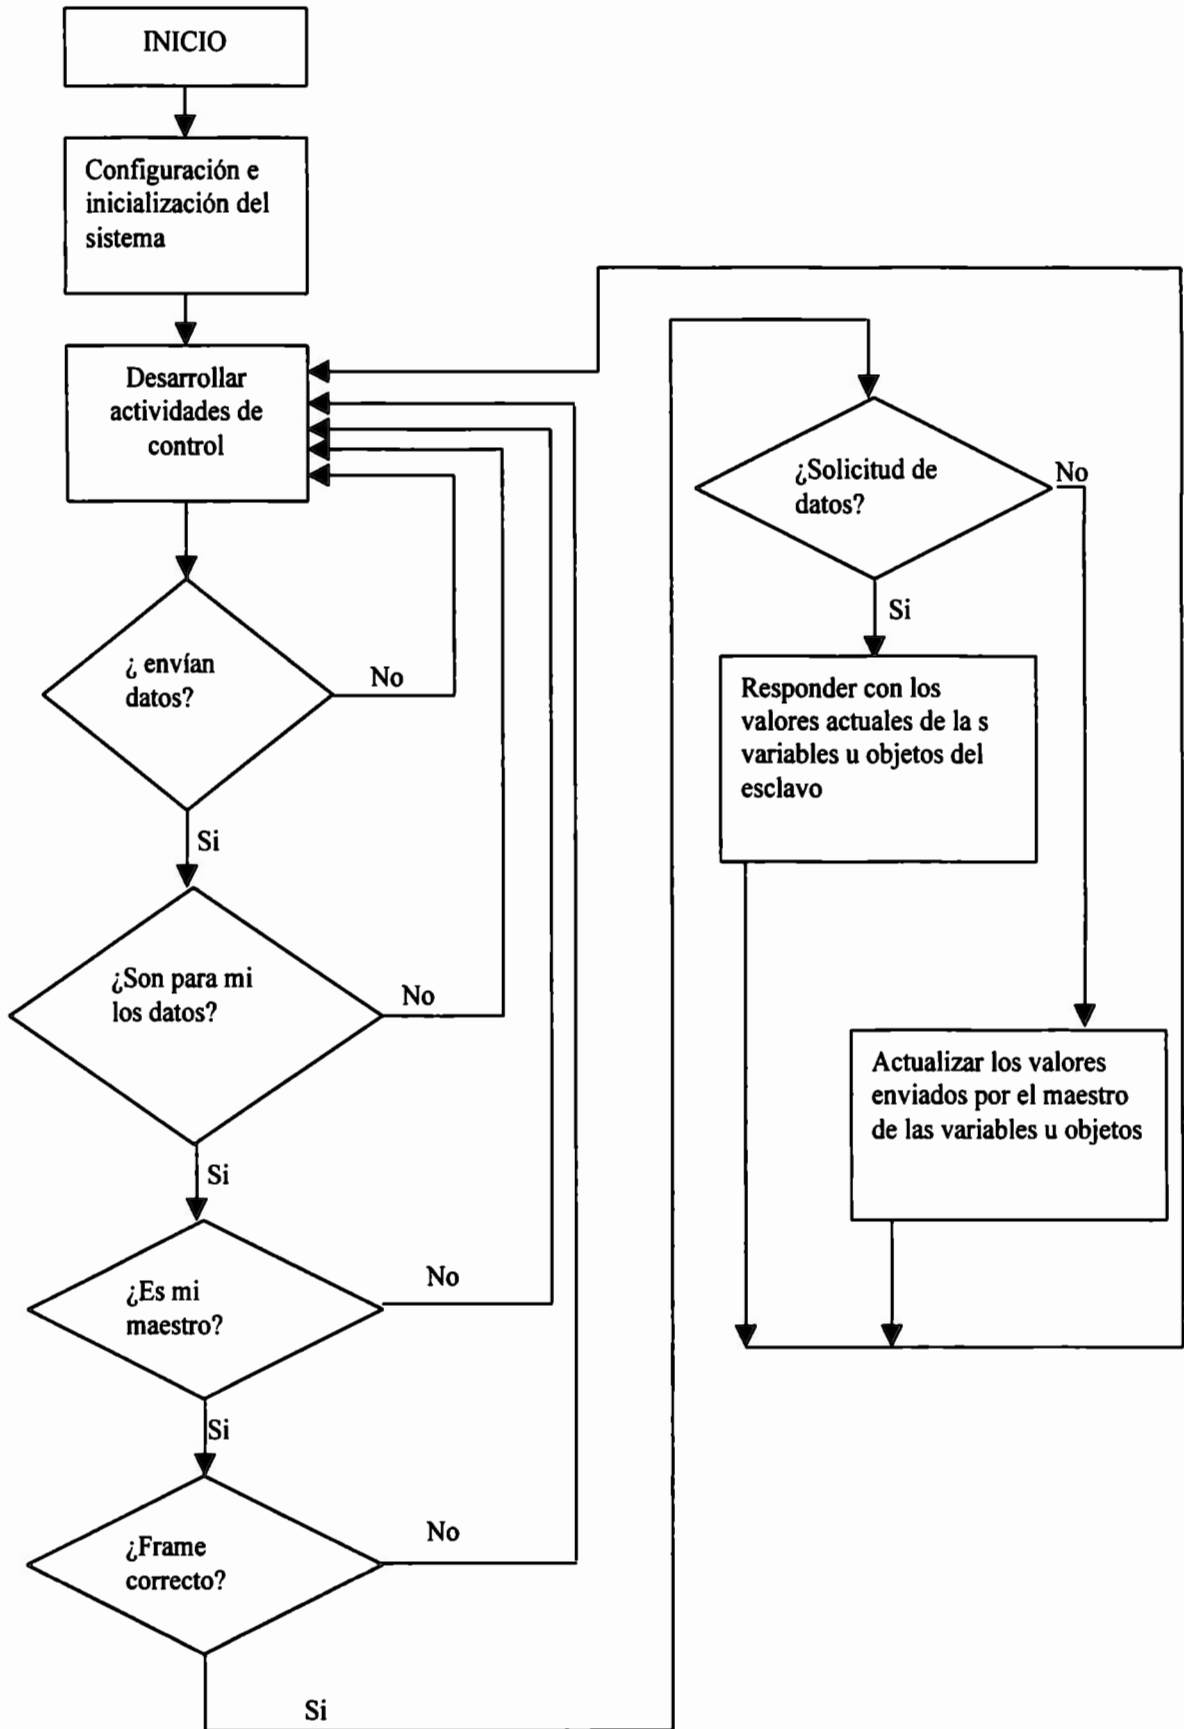 INICIO
Configuración e
inicialización del
sistema
Desarrollar
actividades de
control
¿ envían
datos?
No
Si
¿Son para mi
los datos?
No
Si
¿Es mi
maestro?
No
Si
¿Frame
correcto?
No
Si
¿Solicitud de
datos?
No
Si
Responder con los
valores actuales de la s
variables u objetos del
esclavo
Actualizar los valores
enviados por el maestro
de las variables u objetos